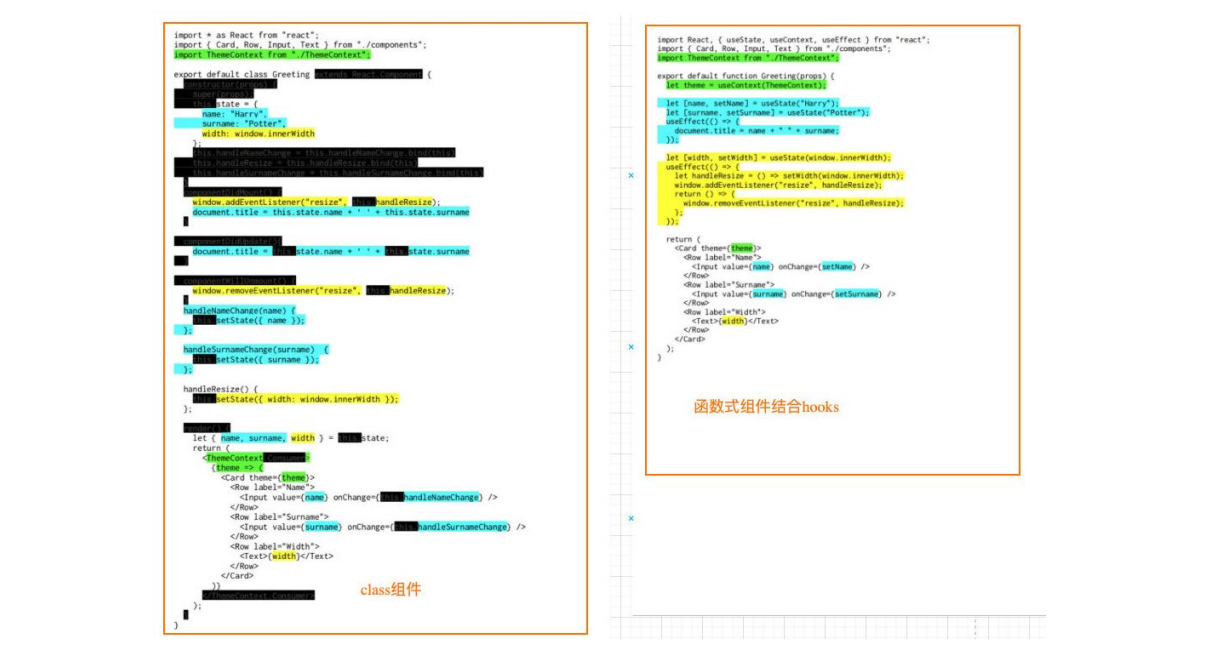 import * as React from "react";
import { Card, Row, Input, Text } from "./components";
import ThemeContext from "./ThemeContext";
export default class Greeting extends React.Component {
constructor(props) {
super(props);
this.state = {
name: "Harry",
surname: "Potter",
width: window.innerWidth
};
this.handleNameChange = this.handleNameChange.bind(this)
this.handleResize = this.handleResize.bind(this)
this.handleSurnameChange = this.handleSurnameChange.bind(this)
componentDidMount() {
window.addEventListener("resize", this.handleResize);
document.title = this.state.name + ' ' + this.state.surname
componentDidUpdate(){
document.title = this.state.name + ' ' + this.state.surname
componentWillUnmount() {
window.removeEventListener("resize", this.handleResize);
handleNameChange(name) {
this.setState({ name });
};
handleSurnameChange(surname) {
this.setState({ surname });
};
handleResize() {
this.setState({ width: window.innerWidth });
};
render() {
let { name, surname, width } = this.state;
return (
<ThemeContext.Consumer>
{theme => (
<Card theme={theme}>
<Row label="Name">
<Input value={name} onChange={this.handleNameChange} />
</Row>
<Row label="Surname">
<Input value={surname} onChange={this.handleSurnameChange} />
</Row>
<Row label="Width">
<Text>{width}</Text>
</Row>
</Card>
)}
</ThemeContext.Consumer>
);
}
class组件
import React, { useState, useContext, useEffect } from "react";
import { Card, Row, Input, Text } from "./components";
import ThemeContext from "./ThemeContext";
export default function Greeting(props) {
let theme = useContext(ThemeContext);
let [name, setName] = useState("Harry");
let [surname, setSurname] = useState("Potter");
useEffect(() => {
document.title = name + " " + surname;
});
let [width, setWidth] = useState(window.innerWidth);
useEffect(() => {
let handleResize = () => setWidth(window.innerWidth);
window.addEventListener("resize", handleResize);
return () => {
window.removeEventListener("resize", handleResize);
};
});
return (
<Card theme={theme}>
<Row label="Name">
<Input value={name} onChange={setName} />
</Row>
<Row label="Surname">
<Input value={surname} onChange={setSurname} />
</Row>
<Row label="Width">
<Text>{width}</Text>
</Row>
</Card>
);
}
函数式组件结合hooks